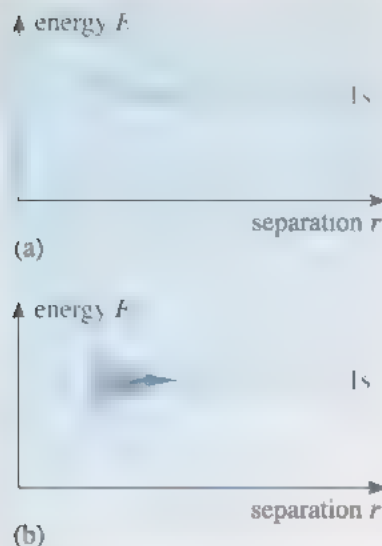 energy E
1s
separation r
(a)
energy E
1s
separation r
(b)